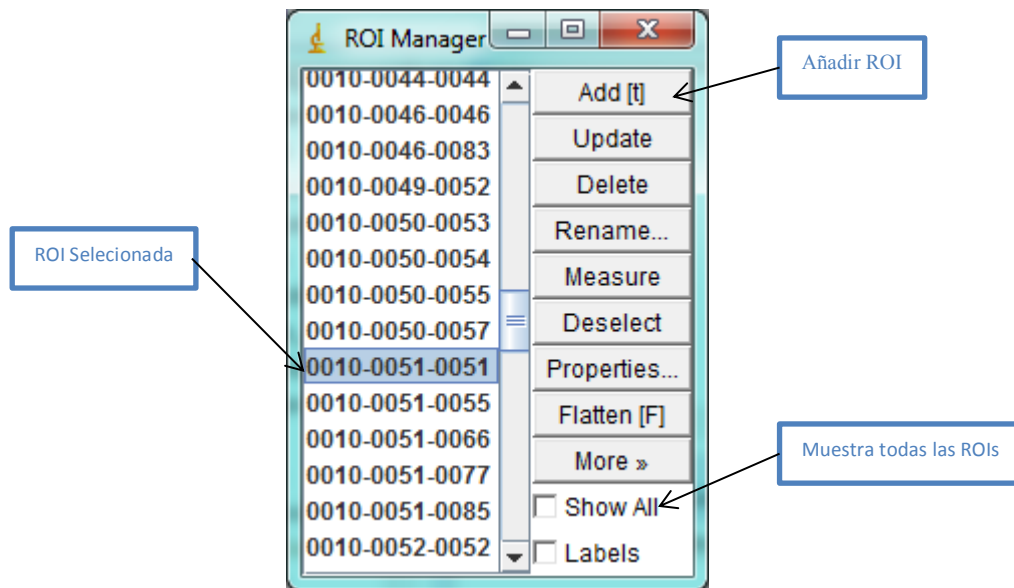 ROI Manager
0010-0044-0044
0010-0046-0046
0010-0046-0083
0010-0049-0052
0010-0050-0053
0010-0050-0054
0010-0050-0055
0010-0050-0057
0010-0051-0051
0010-0051-0055
0010-0051-0066
0010-0051-0077
0010-0051-0085
0010-0052-0052
Add [t]
Update
Delete
Rename...
Measure
Deselect
Properties...
Flatten [F]
More »
Show All
Labels
Añadir ROI
ROI Selecionada
Muestra todas las ROIs